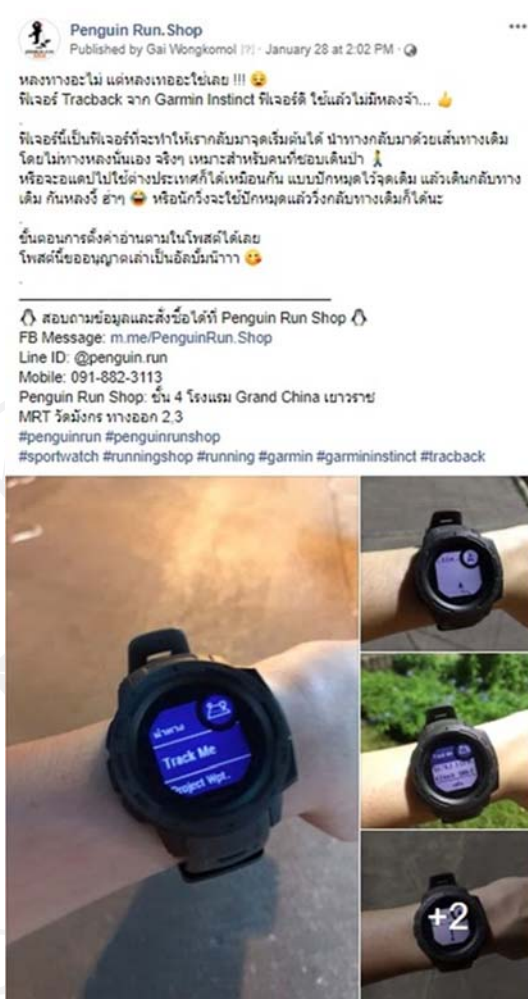 Penguin Run.Shop
Published by Gai Wongkomol [?] · January 28 at 2:02 PM ·
หลงทางอะไม่ แต่หลงเทออะใช่เลย !!! 😉
ฟีเจอร์ Tracback จาก Garmin Instinct ฟีเจอร์ดี ใช้แล้วไม่มีหลงจ้า... 👍
.
ฟีเจอร์นี้เป็นฟีเจอร์ที่จะทำให้เรากลับมาจุดเริ่มต้นได้ นำทางกลับมาด้วยเส้นทางเดิม
โดยไม่ทางหลงนั่นเอง จริงๆ เหมาะสำหรับคนที่ชอบเดินป่า 🚶
หรือจะอแดปไปใช้ต่างประเทศก็ได้เหมือนกัน แบบปักหมุดไว้จุดเดิม แล้วเดินกลับทาง
เดิม กันหลงงี้ ฮ่าๆ 😂 หรือนักวิ่งจะใช้ปักหมุดแล้ววิ่งกลับทางเดิมก็ได้นะ
.
ขั้นตอนการตั้งค่าอ่านตามในโพสต์ได้เลย
โพสต์นี้ขออนุญาตเล่าเป็นอัลบั้มน้าาา 😋
.
🐧 สอบถามข้อมูลและสั่งซื้อได้ที่ Penguin Run Shop 🐧
FB Message: m.me/PenguinRun.Shop
Line ID: @penguin.run
Mobile: 091-882-3113
Penguin Run Shop: ชั้น 4 โรงแรม Grand China เยาวราช
MRT วัดมังกร ทางออก 2,3
#penguinrun #penguinrunshop
#sportwatch #runningshop #running #garmin #garmininstinct #tracback
นำทาง
Track Me
Project Wpt.
+2